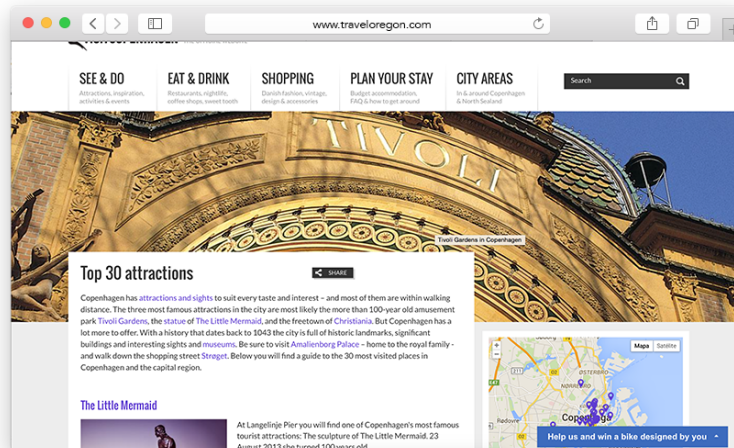 www.traveloregon.com
SEE & DO
Attractions, inspiration,
activities & events
EAT & DRINK
Restaurants, nightlife,
coffee shops, sweet tooth
SHOPPING
Danish fashion, vintage,
design & accessories
PLAN YOUR STAY
Budget accommodation,
FAQ & how to get around
CITY AREAS
In & around Copenhagen
& North Sealand
Search
TIVOLI
Tivoli Gardens in Copenhagen
Top 30 attractions
SHARE
Copenhagen has attractions and sights to suit every taste and interest – and most of them are within walking
distance. The three most famous attractions in the city are most likely the more than 100-year old amusement
park Tivoli Gardens, the statue of The Little Mermaid, and the freetown of Christiania. But Copenhagen has a
lot more to offer. With a history that dates back to 1043 the city is full of historic landmarks, significant
buildings and interesting sights and museums. Be sure to visit Amalienborg Palace – home to the royal family -
and walk down the shopping street Strøget. Below you will find a guide to the 30 most visited places in
Copenhagen and the capital region.
The Little Mermaid
At Langelinje Pier you will find one of Copenhagen's most famous
tourist attractions: The sculpture of The Little Mermaid. 23
August 2013 she turned 100 years old.
Mapa
Satélite
ØSTERBRO
NØRREBRO
Help us and win a bike designed by you